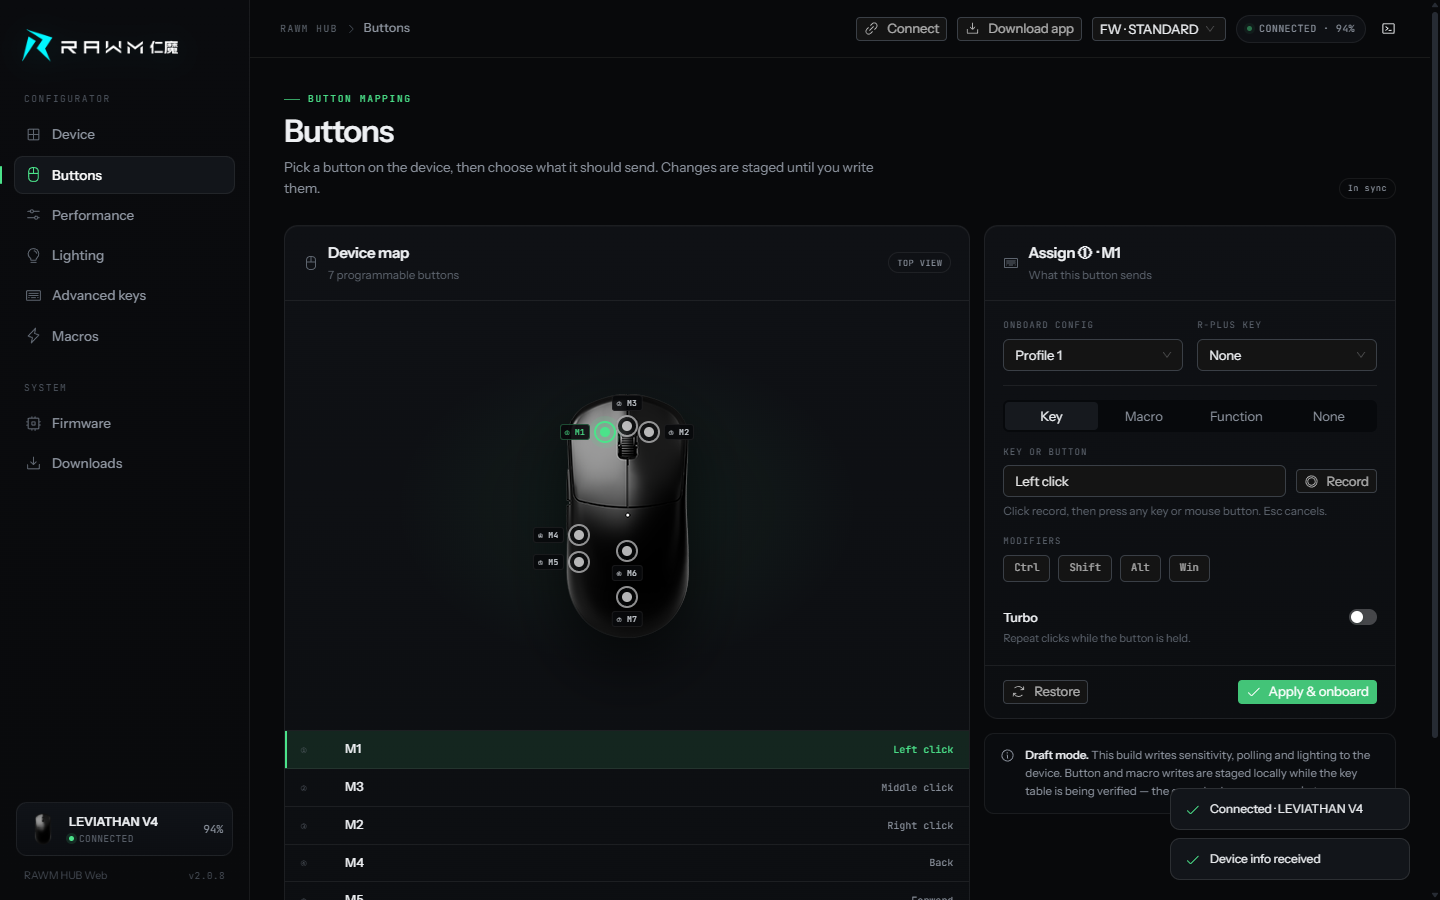 RAWM 仁魔
CONFIGURATOR
Device
Buttons
Performance
Lighting
Advanced keys
Macros
SYSTEM
Firmware
Downloads
LEVIATHAN V4
CONNECTED
94%
RAWM HUB Web
v2.0.8
RAWM HUB
Buttons
Connect
Download app
FW · STANDARD
CONNECTED · 94%
BUTTON MAPPING
Buttons
Pick a button on the device, then choose what it should send. Changes are staged until you write
them.
In sync
Device map
7 programmable buttons
TOP VIEW
M3
M1
M2
M4
M5
M6
M7
M1
Left click
M3
Middle click
M2
Right click
M4
Back
M5
Forward
Assign ① · M1
What this button sends
ONBOARD CONFIG
R-PLUS KEY
Profile 1
None
Key
Macro
Function
None
KEY OR BUTTON
Left click
Record
Click record, then press any key or mouse button. Esc cancels.
MODIFIERS
Ctrl
Shift
Alt
Win
Turbo
Repeat clicks while the button is held.
Restore
Apply & onboard
Draft mode. This build writes sensitivity, polling and lighting to the
device. Button and macro writes are staged locally while the key
table is being verified — the
Connected · LEVIATHAN V4
Device info received